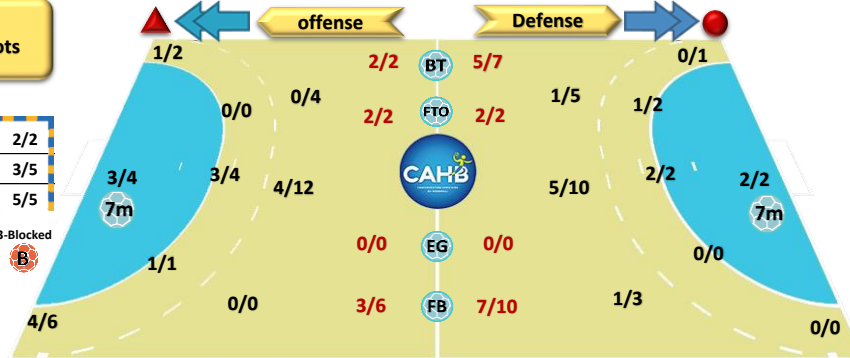 offense
Defense
pts
1/2
2/2
BT
5/7
0/1
0/0
0/4
2/2
FTO
2/2
1/5
1/2
2/2
3/5
5/5
3/4
7m
3/4
4/12
CAHB
5/10
2/2
2/2
7m
3-Blocked
B
1/1
0/0
EG
0/0
0/0
4/6
0/0
3/6
FB
7/10
1/3
0/0